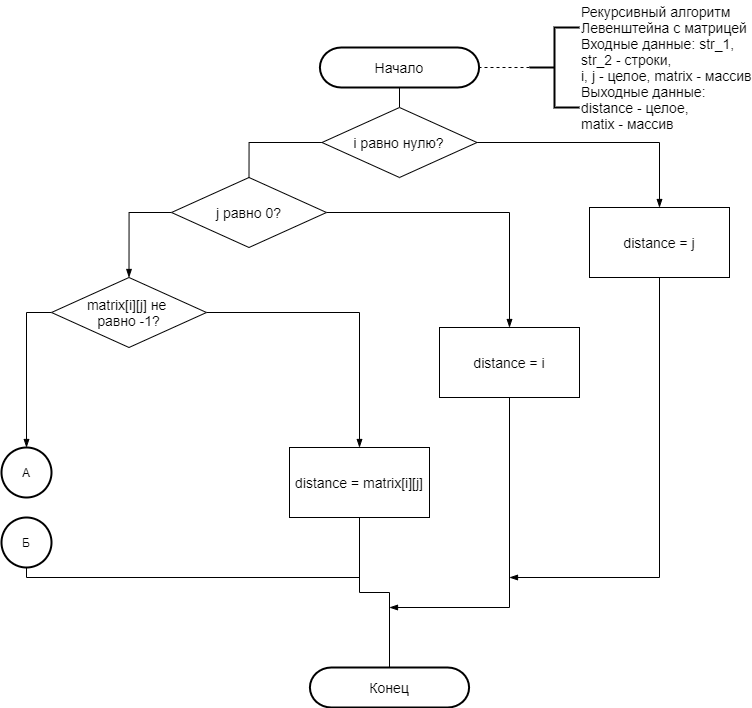 Рекурсивный алгоритм
Левенштейна с матрицей
Входные данные: str_1,
str_2 - строки,
i, j - целое, matrix - массив
Выходные данные:
distance - целое,
matix - массив
Начало
i равно нулю?
j равно 0?
distance = j
matrix[i][j] не
равно -1?
distance = i
А
distance = matrix[i][j]
Б
Конец